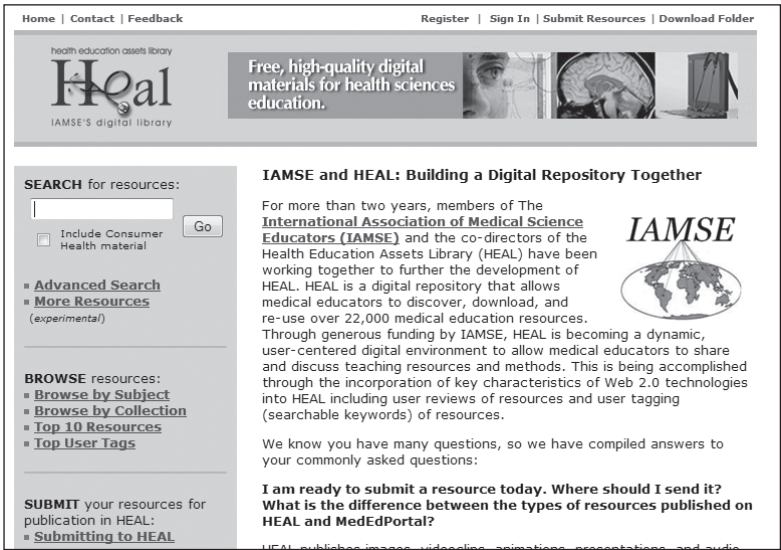 Home | Contact | Feedback
Register | Sign In | Submit Resources | Download Folder
health education assets library
Heal
IAMSE'S digital library
Free, high-quality digital
materials for health sciences
education.
SEARCH for resources:
Go
Include Consumer
Health material
Advanced Search
More Resources
(experimental)
BROWSE resources:
Browse by Subject
Browse by Collection
Top 10 Resources
Top User Tags
SUBMIT your resources for
publication in HEAL:
Submitting to HEAL
IAMSE and HEAL: Building a Digital Repository Together
For more than two years, members of The
International Association of Medical Science
Educators (IAMSE) and the co-directors of the
Health Education Assets Library (HEAL) have been
working together to further the development of
HEAL. HEAL is a digital repository that allows
medical educators to discover, download, and
re-use over 22,000 medical education resources.
Through generous funding by IAMSE, HEAL is becoming a dynamic,
user-centered digital environment to allow medical educators to share
and discuss teaching resources and methods. This is being accomplished
through the incorporation of key characteristics of Web 2.0 technologies
into HEAL including user reviews of resources and user tagging
(searchable keywords) of resources.
IAMSE
We know you have many questions, so we have compiled answers to
your commonly asked questions:
I am ready to submit a resource today. Where should I send it?
What is the difference between the types of resources published on
HEAL and MedEdPortal?
HEAL publishes images, videoclips, animations, presentations, and audio